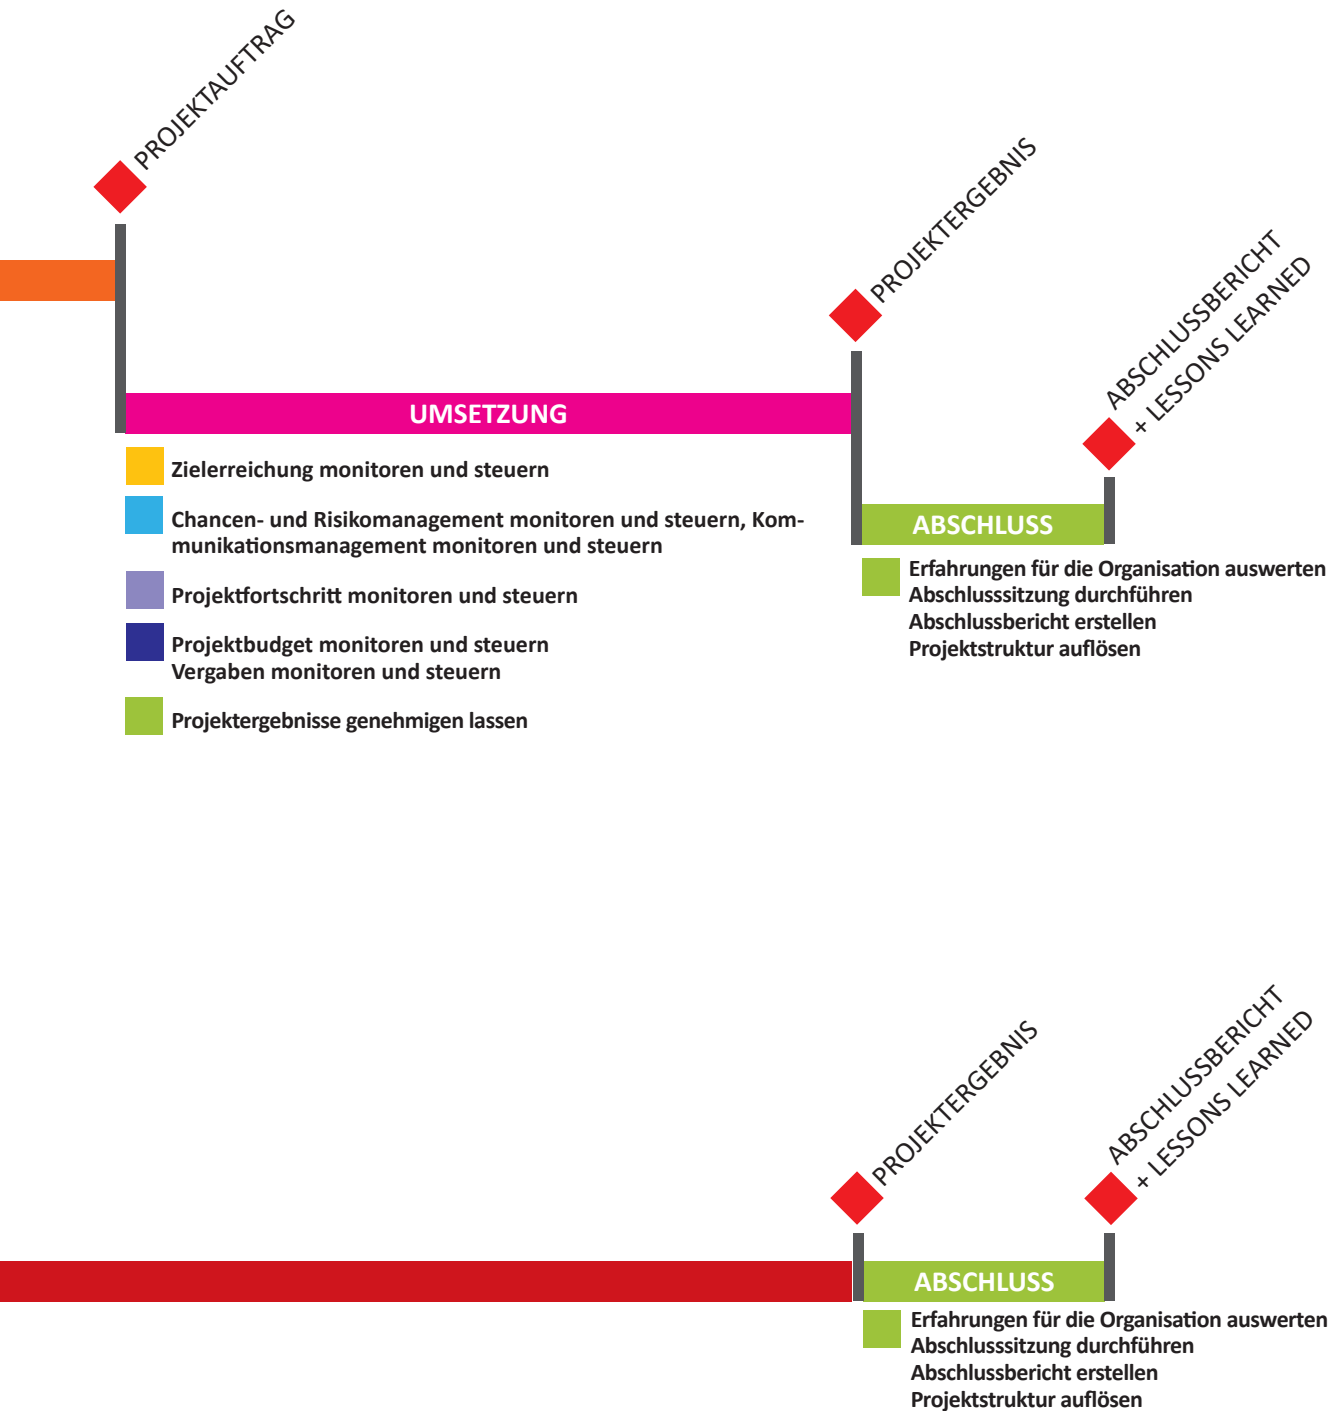 PROJEKTAUFTRAG
PROJEKTERGEBNIS
ABSCHLUSSBERICHT
+ LESSONS LEARNED
UMSETZUNG
Zielerreichung monitoren und steuern
Chancen- und Risikomanagement monitoren und steuern, Kom-
munikationsmanagement monitoren und steuern
Projektfortschritt monitoren und steuern
Projektbudget monitoren und steuern
Vergaben monitoren und steuern
Projektergebnisse genehmigen lassen
ABSCHLUSS
Erfahrungen für die Organisation auswerten
Abschlusssitzung durchführen
Abschlussbericht erstellen
Projektstruktur auflösen
PROJEKTERGEBNIS
ABSCHLUSSBERICHT
+ LESSONS LEARNED
ABSCHLUSS
Erfahrungen für die Organisation auswerten
Abschlusssitzung durchführen
Abschlussbericht erstellen
Projektstruktur auflösen